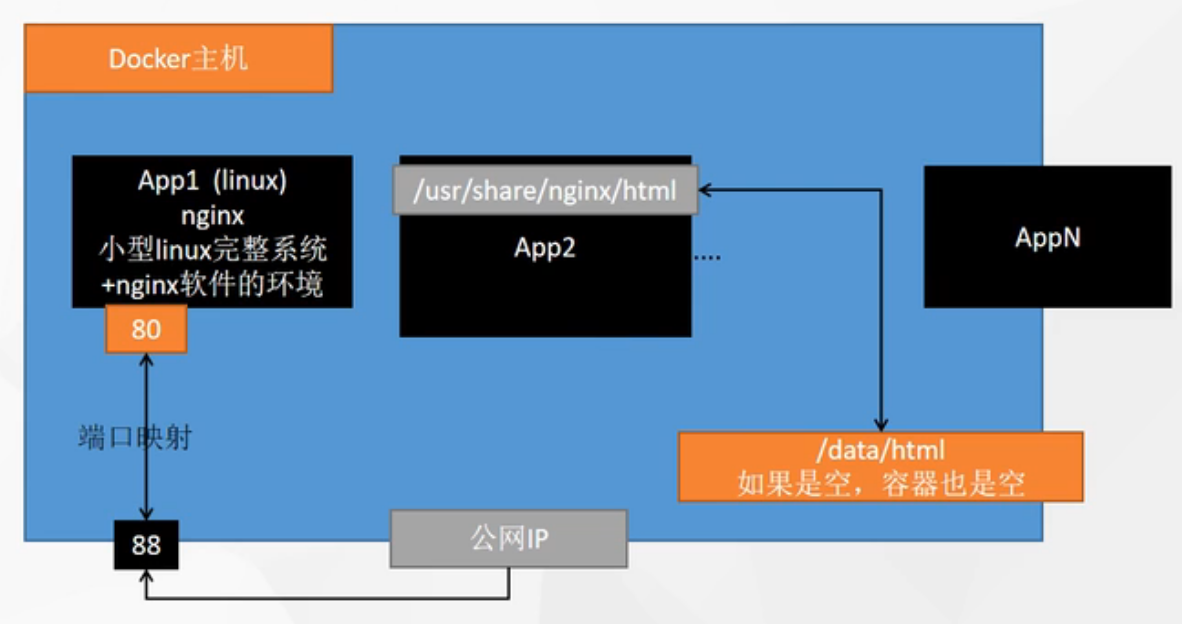 Docker主机
App1 (linux)
nginx
小型linux完整系统
+nginx软件的环境
80
/usr/share/nginx/html
App2
....
AppN
端口映射
/data/html
如果是空，容器也是空
88
公网IP